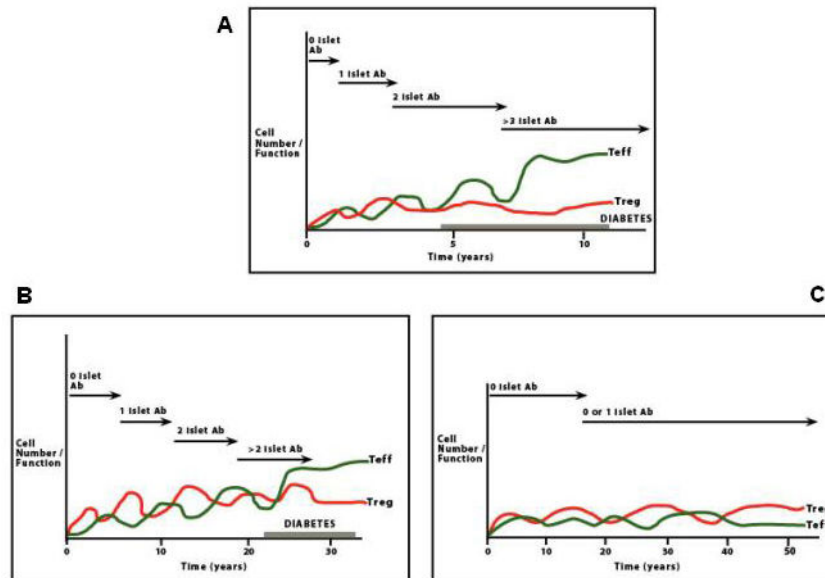 A
0 Islet
Ab
1 Islet Ab
2 Islet Ab
>3 Islet Ab
Cell
Number /
Function
Teff
Treg
DIABETES
0
5
10
Time (years)
B
0 Islet
Ab
1 Islet Ab
2 Islet Ab
>2 Islet Ab
Cell
Number /
Function
Teff
Treg
DIABETES
0
10
20
30
Time (years)
C
0 Islet Ab
0 or 1 Islet Ab
Cell
Number /
Function
Tre
Teff
0
10
20
30
40
50
Time (years)